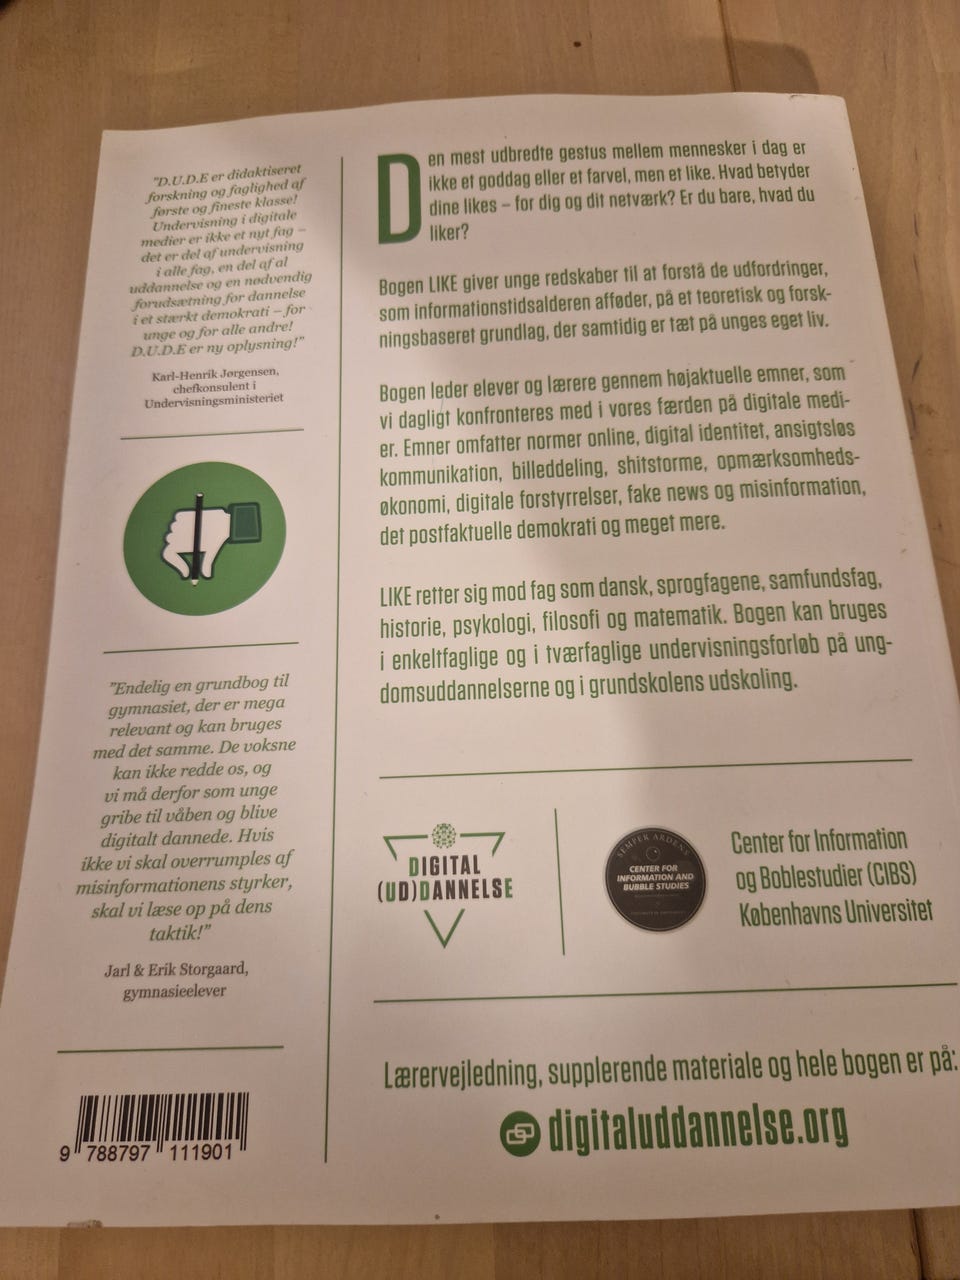 "D.U.D.E er didaktiseret
forskning og faglighed af
første og fineste klasse!
Undervisning i digitale
medier er ikke et nyt fag –
det er del af undervisning
i alle fag, en del af al
uddannelse og en nødvendig
forudsætning for dannelse
i et stærkt demokrati – for
unge og for alle andre!
D.U.D.E er ny oplysning!"
Karl-Henrik Jørgensen,
chefkonsulent i
Undervisningsministeriet
"Endelig en grundbog til
gymnasiet, der er mega
relevant og kan bruges
med det samme. De voksne
kan ikke redde os, og
vi må derfor som unge
gribe til våben og blive
digitalt dannede. Hvis
ikke vi skal overrumples af
misinformationens styrker,
skal vi læse op på dens
taktik!"
Jarl & Erik Storgaard,
gymnasieelever
9 788797 111901
Den mest udbredte gestus mellem mennesker i dag er
ikke et goddag eller et farvel, men et like. Hvad betyder
dine likes – for dig og dit netværk? Er du bare, hvad du
liker?
Bogen LIKE giver unge redskaber til at forstå de udfordringer,
som informationstidsalderen afføder, på et teoretisk og forsk-
ningsbaseret grundlag, der samtidig er tæt på unges eget liv.
Bogen leder elever og lærere gennem højaktuelle emner, som
vi dagligt konfronteres med i vores færden på digitale medi-
er. Emner omfatter normer online, digital identitet, ansigtsløs
kommunikation, billeddeling, shitstorme, opmærksomheds-
økonomi, digitale forstyrrelser, fake news og misinformation,
det postfaktuelle demokrati og meget mere.
LIKE retter sig mod fag som dansk, sprogfagene, samfundsfag,
historie, psykologi, filosofi og matematik. Bogen kan bruges
i enkeltfaglige og i tværfaglige undervisningsforløb på ung-
domsuddannelserne og i grundskolens udskoling.
DIGITAL
(UD)DANNELSE
SEMPER ARDENS
CENTER FOR
INFORMATION AND
BUBBLE STUDIES
Center for Information
og Boblestudier (CIBS)
Københavns Universitet
Lærervejledning, supplerende materiale og hele bogen er på:
digitaluddannelse.org